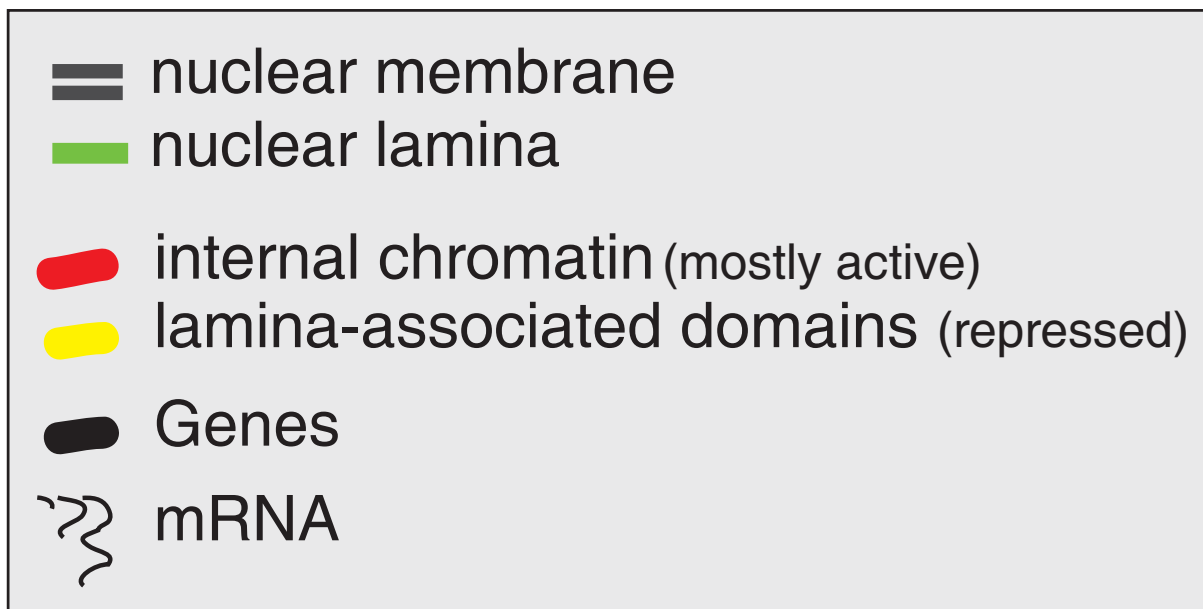 nuclear membrane
nuclear lamina
internal chromatin (mostly active)
lamina-associated domains (repressed)
Genes
mRNA